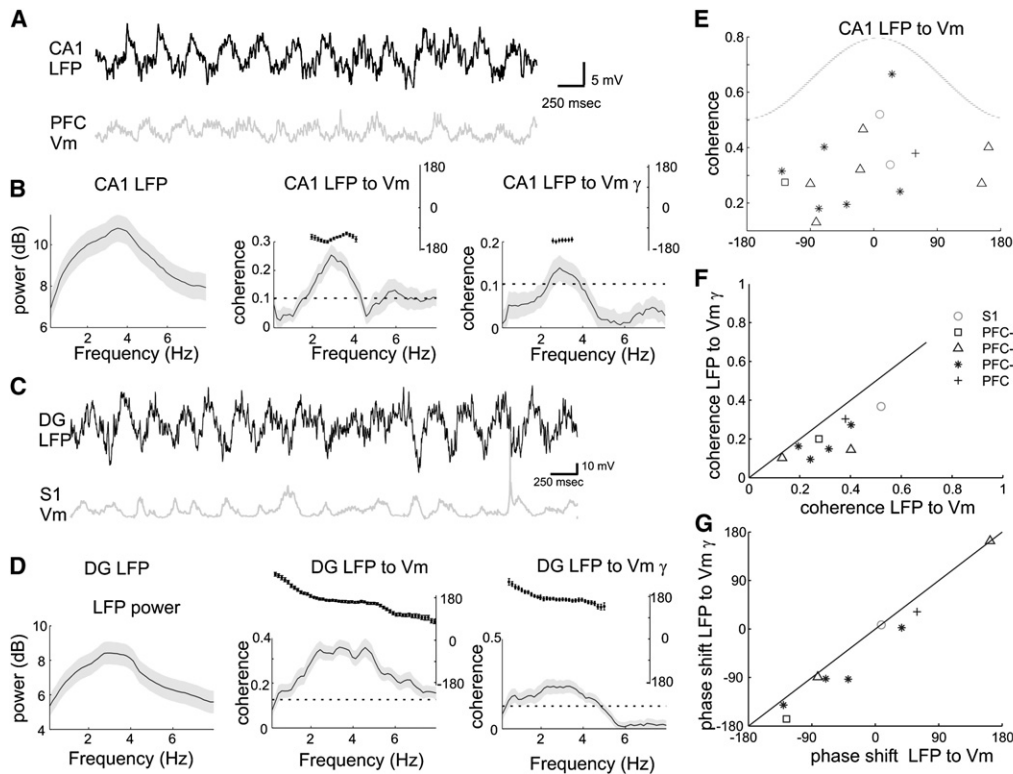 A
CA1
LFP
5 mV
250 msec
PFC
Vm
B
CA1 LFP
CA1 LFP to Vm
CA1 LFP to Vm γ
180
0
-180
180
0
-180
power (dB)
10
8
6
2 4 6
Frequency (Hz)
coherence
0.3
0.2
0.1
0
2 4 6
Frequency (Hz)
coherence
0.2
0.1
0
2 4 6
Frequency (Hz)
C
DG
LFP
10 mV
250 msec
S1
Vm
D
DG LFP
LFP power
DG LFP to Vm
DG LFP to Vm γ
180
0
-180
180
0
-180
power (dB)
10
8
6
4
2 4 6
Frequency (Hz)
coherence
0.4
0.2
0
2 4 6
Frequency (Hz)
coherence
0.5
0
2 4 6
Frequency (Hz)
E
CA1 LFP to Vm
coherence
0.8
0.6
0.4
0.2
0
-180 -90 0 90 180
F
coherence LFP to Vm γ
1
0.8
0.6
0.4
0.2
0
0 0.2 0.4 0.6 0.8 1
coherence LFP to Vm
S1
PFC-
PFC-
PFC-
PFC
G
phase shift LFP to Vm γ
180
90
0
-90
-180
-180 -90 0 90 180
phase shift LFP to Vm